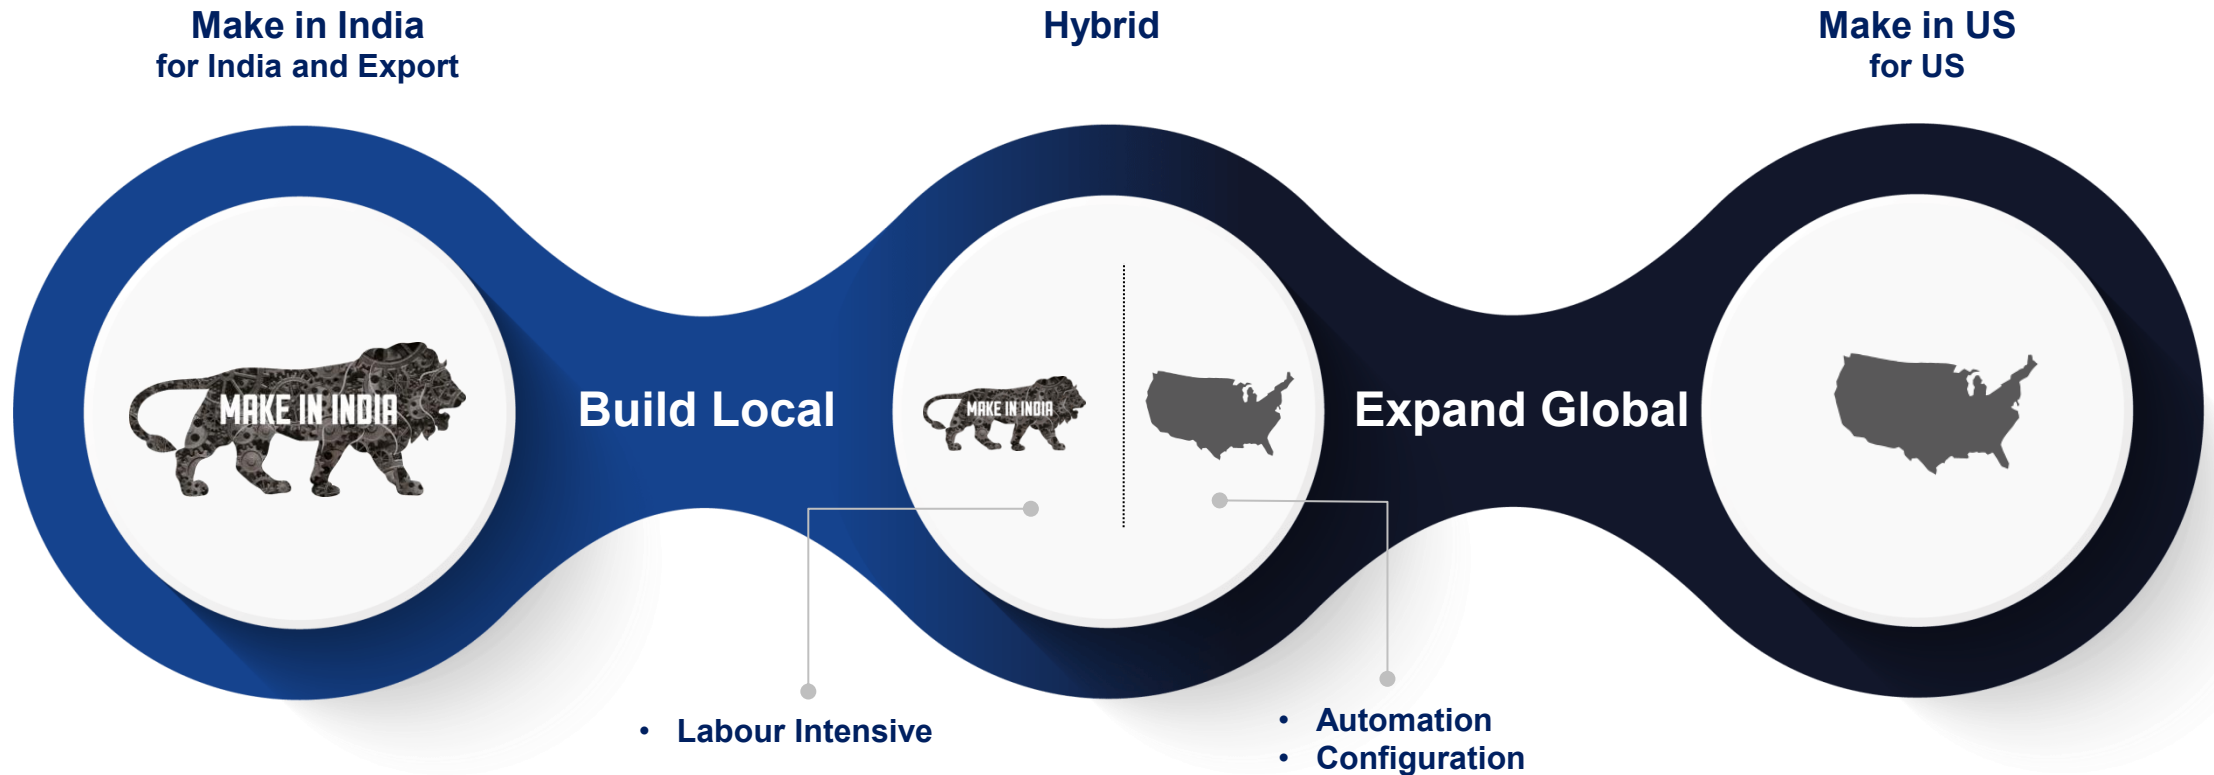 Make in India
for India and Export
Hybrid
Make in US
for US
MAKE IN INDIA
Build Local
MAKE IN INDIA
Expand Global
• Labour Intensive
• Automation
• Configuration